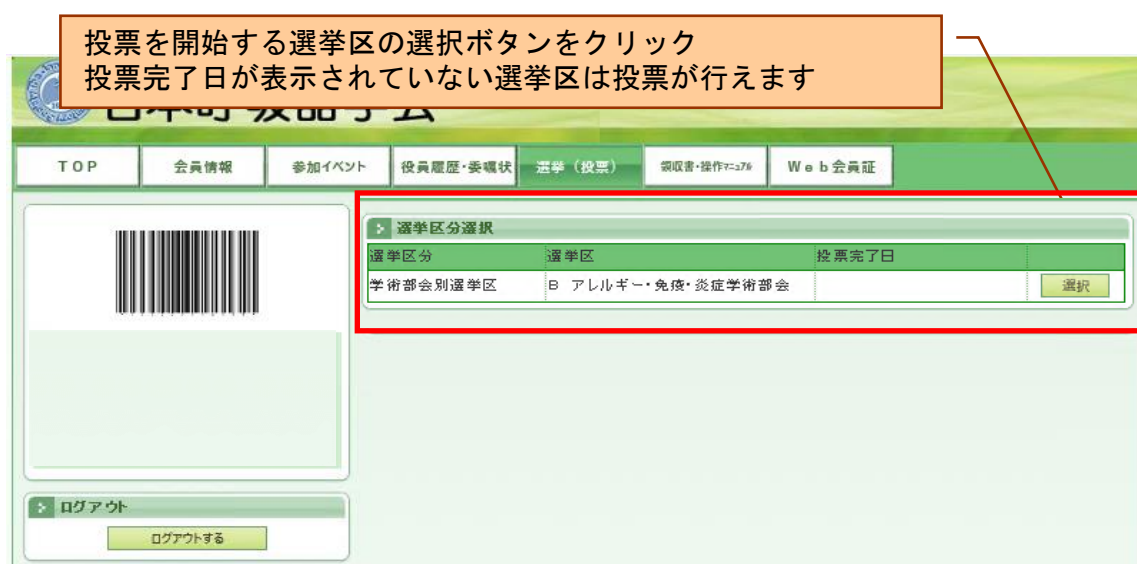 投票を開始する選挙区の選択ボタンをクリック
投票完了日が表示されていない選挙区は投票が行えます
TOP
会員情報
参加イベント
役員履歴・委嘱状
選挙（投票）
領収書・操作マニュアル
Ｗｅｂ会員証
選挙区分選択
選挙区分 選挙区 投票完了日
学術部会別選挙区 B アレルギー・免疫・炎症学術部会 選択
ログアウト
ログアウトする